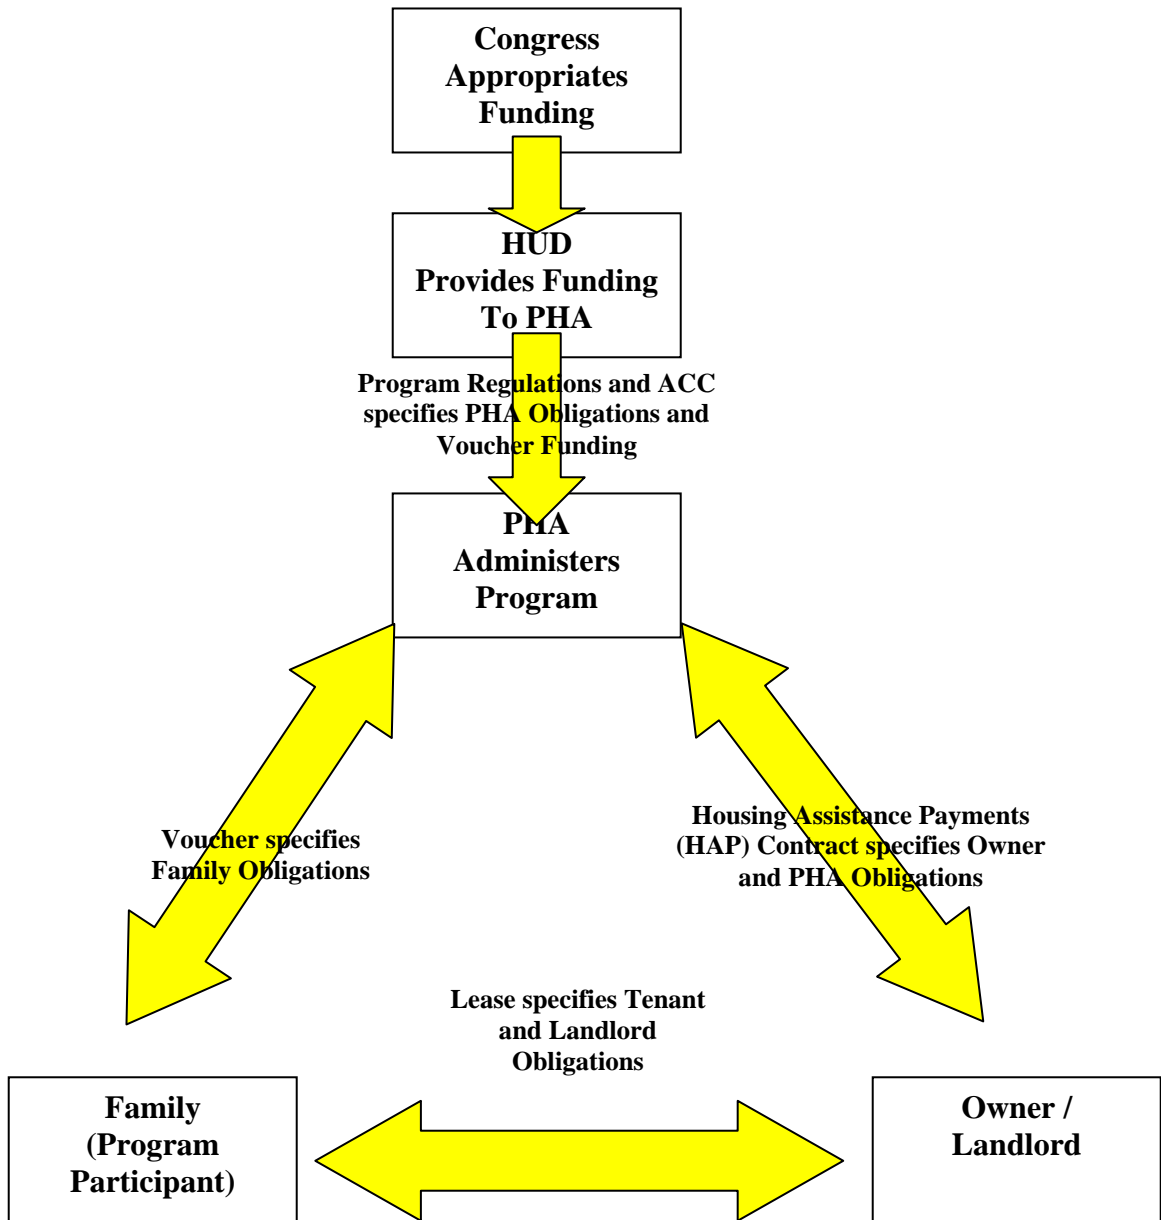 Congress
Appropriates
Funding
HUD
Provides Funding
To PHA
Program Regulations and ACC
specifies PHA Obligations and
Voucher Funding
PHA
Administers
Program
Voucher specifies
Family Obligations
Housing Assistance Payments
(HAP) Contract specifies Owner
and PHA Obligations
Lease specifies Tenant
and Landlord
Obligations
Family
(Program
Participant)
Owner /
Landlord